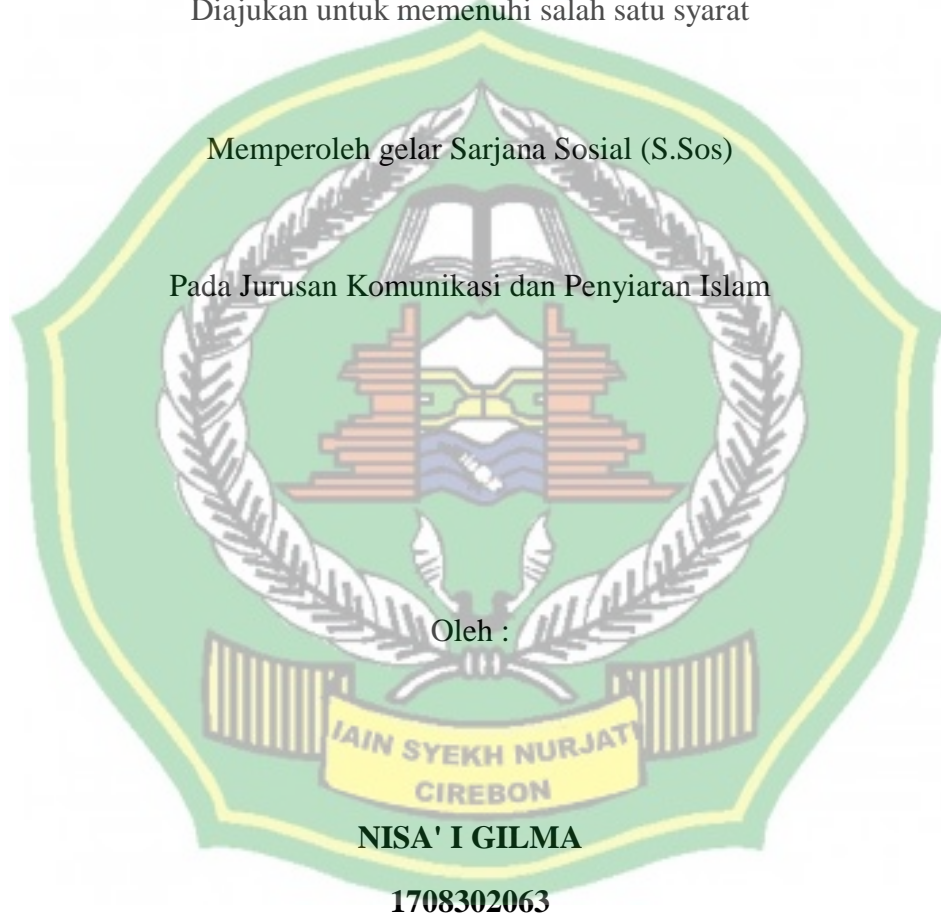 Diajukan untuk memenuhi salah satu syarat
Memperoleh gelar Sarjana Sosial (S.Sos)
Pada Jurusan Komunikasi dan Penyiaran Islam
Oleh :
IAIN SYEKH NURJATI
CIREBON
NISA' I GILMA
1708302063